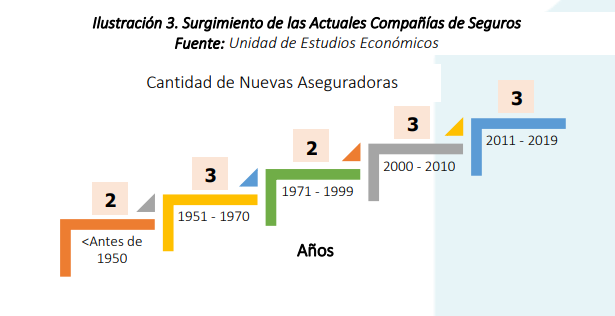 Ilustración 3. Surgimiento de las Actuales Compañías de Seguros
Fuente: Unidad de Estudios Económicos
Cantidad de Nuevas Aseguradoras
2
<Antes de
1950
3
1951 - 1970
2
1971 - 1999
3
2000 - 2010
3
2011 - 2019
Años